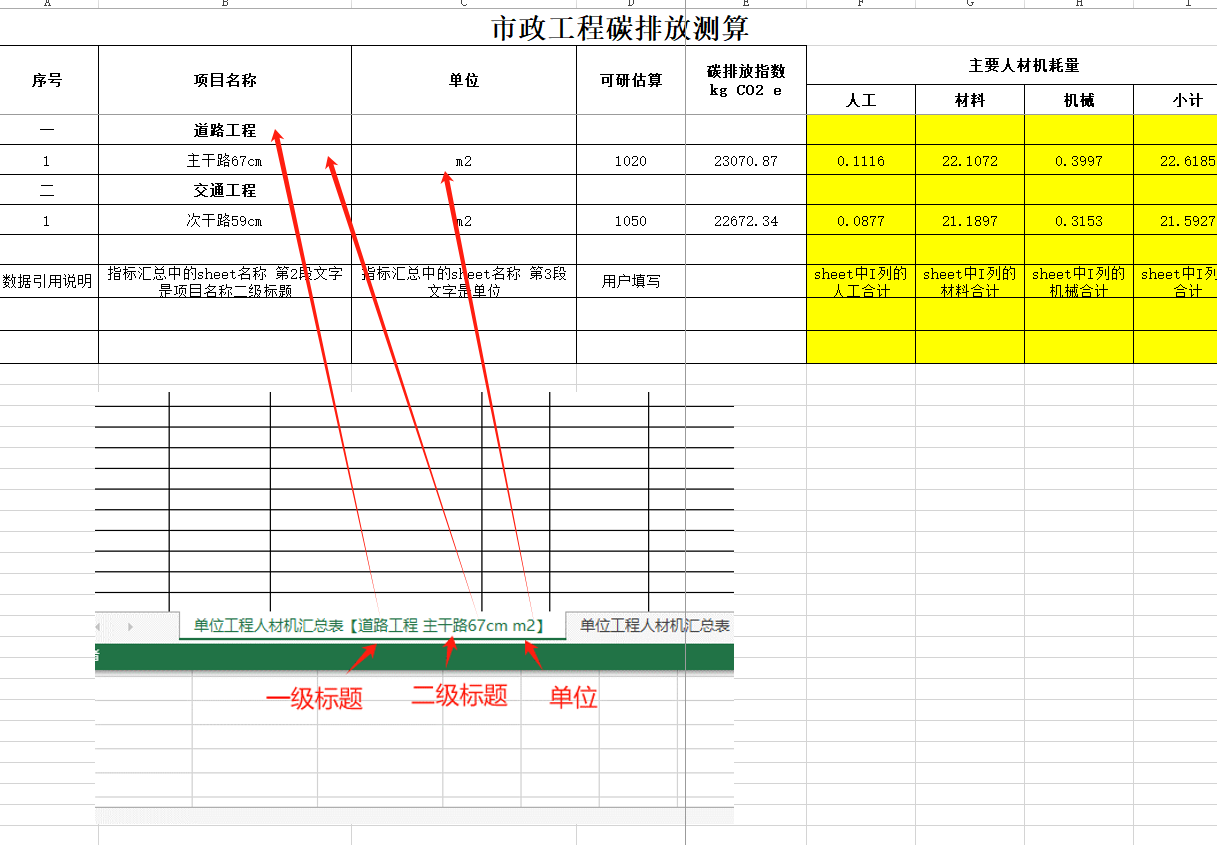 A B C D E F G H I
市政工程碳排放测算
序号 项目名称 单位 可研估算 碳排放指数 主要人材机耗量
kg CO2 e
人工 材料 机械 小计
一 道路工程
1 主干路67cm m2 1020 23070.87 0.1116 22.1072 0.3997 22.6185
二 交通工程
1 次干路59cm m2 1050 22672.34 0.0877 21.1897 0.3153 21.5927
数据引用说明 指标汇总中的sheet名称 第2段文字 指标汇总中的sheet名称 第3段 用户填写 sheet中I列的 sheet中I列的 sheet中I列的 sheet中I列
是项目名称二级标题 文字是单位 人工合计 材料合计 机械合计 合计
单位工程人材机汇总表【道路工程 主干路67cm m2】 单位工程人材机汇总表
一级标题 二级标题 单位